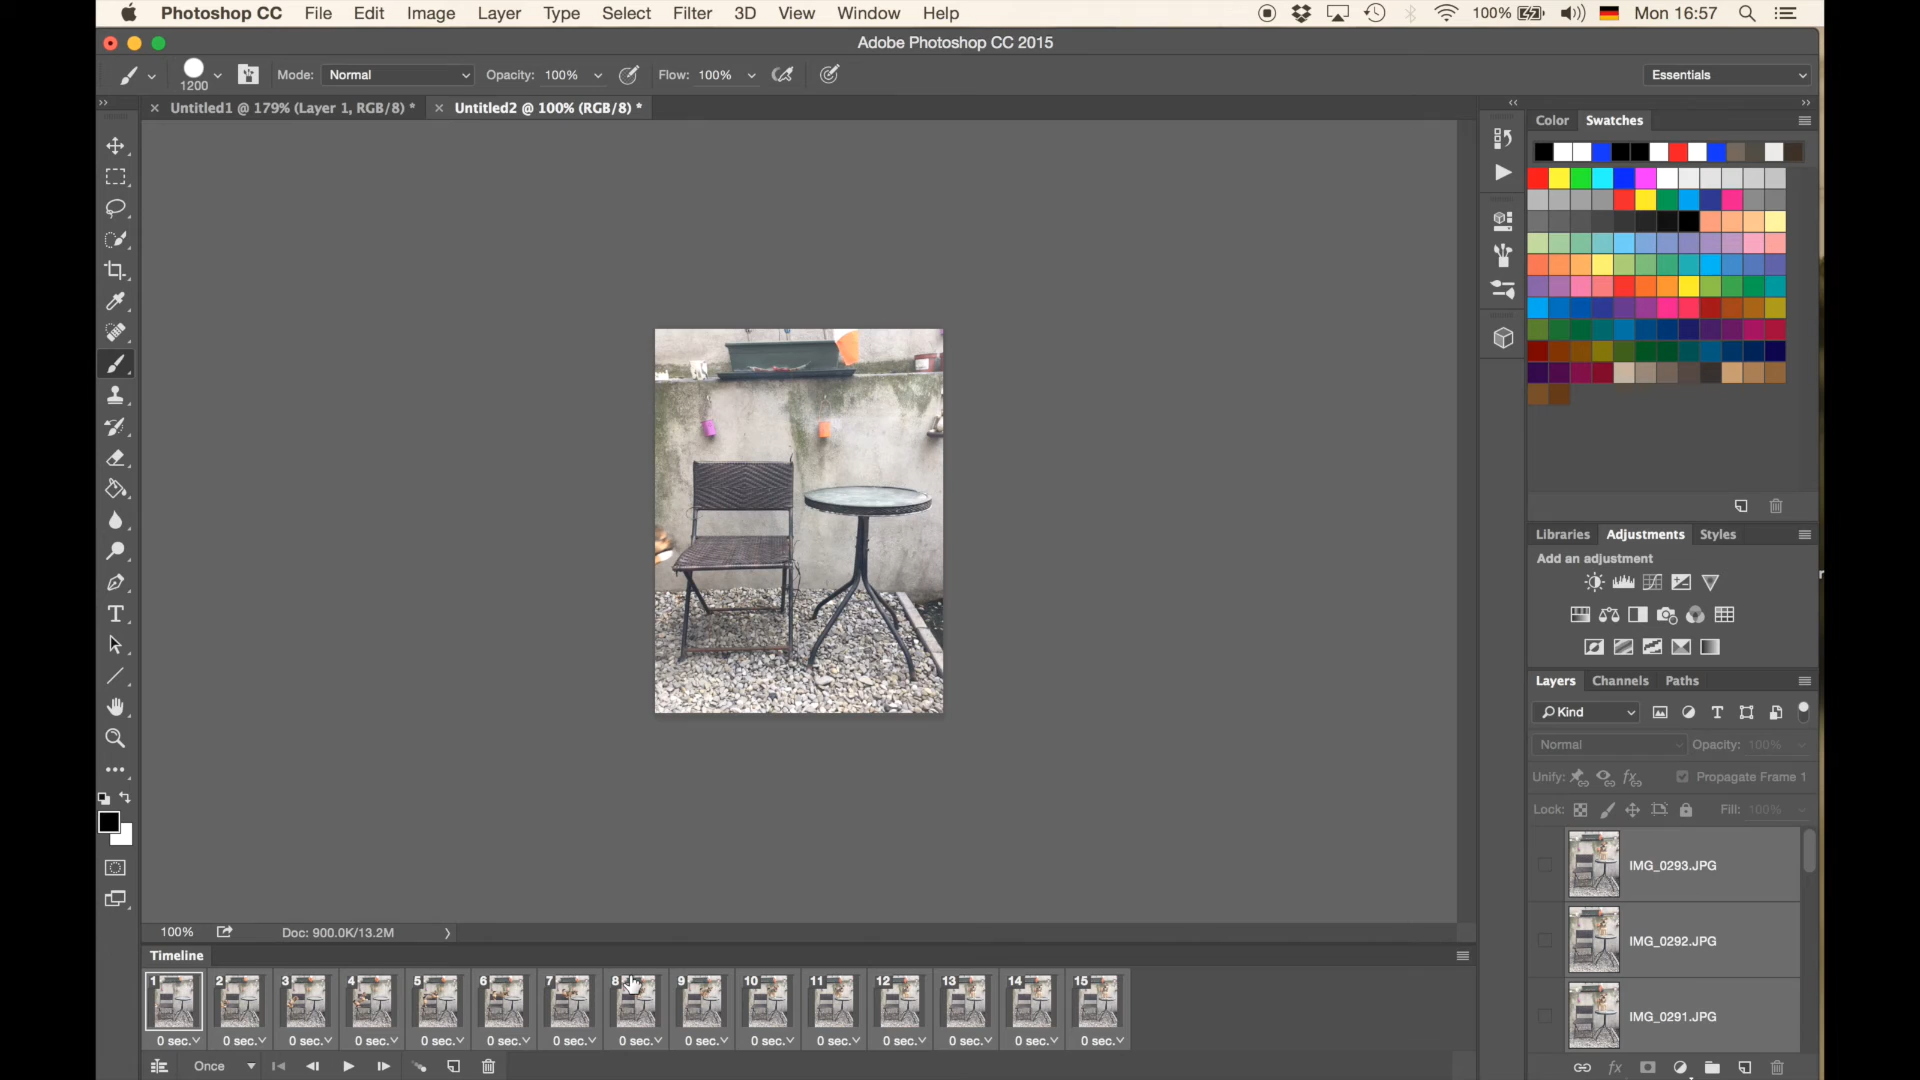 Photoshop CC File Edit Image Layer Type Select Filter 3D View Window Help 100% Mon 16:57
Adobe Photoshop CC 2015
1200 Mode: Normal Opacity: 100% Flow: 100% Essentials
Untitled1 @ 179% (Layer 1, RGB/8) * Untitled2 @ 100% (RGB/8) *
Color Swatches
Libraries Adjustments Styles
Add an adjustment
Layers Channels Paths
Kind
Normal Opacity: 100%
Unify: Propagate Frame 1
Lock: Fill: 100%
IMG_0293.JPG
IMG_0292.JPG
IMG_0291.JPG
100% Doc: 900.0K/13.2M
Timeline
1 2 3 4 5 6 7 8 9 10 11 12 13 14 15
0 sec. 0 sec. 0 sec. 0 sec. 0 sec. 0 sec. 0 sec. 0 sec. 0 sec. 0 sec. 0 sec. 0 sec. 0 sec. 0 sec. 0 sec.
Once